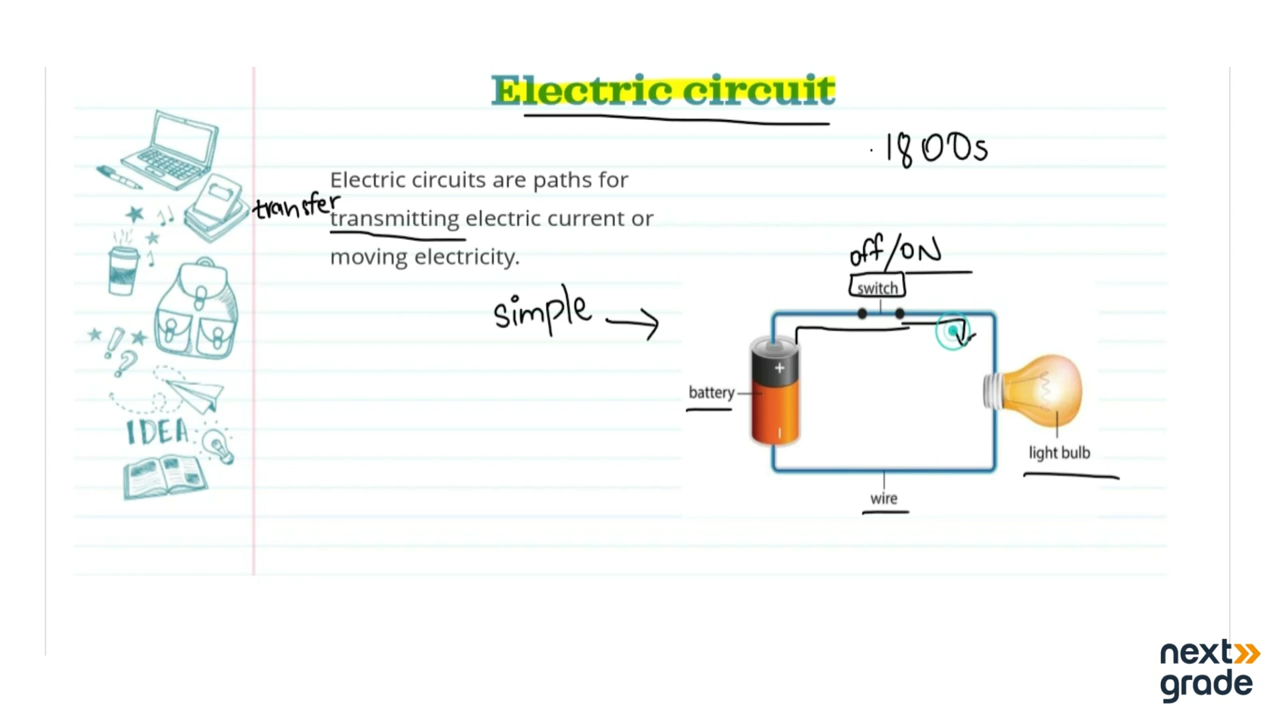 Electric circuit
.1800s
Electric circuits are paths for
transfer
transmitting electric current or
moving electricity.
off/ON
switch
simple
battery
+
light bulb
wire
IDEA
next
grade